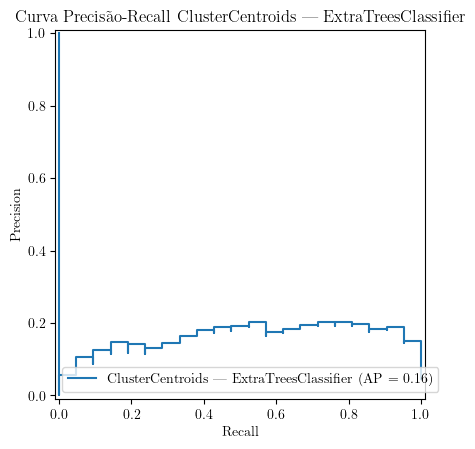 Curva Precisão-Recall ClusterCentroids — ExtraTreesClassifier
1.0
0.8
0.6
0.4
0.2
0.0
Precision
ClusterCentroids — ExtraTreesClassifier (AP = 0.16)
0.0 0.2 0.4 0.6 0.8 1.0
Recall